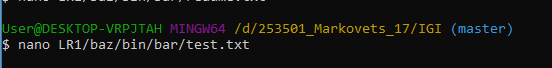 User@DESKTOP-VRPJTAH MINGW64 /d/253501_Markovets_17/IGI (master)
$ nano LR1/baz/bin/bar/test.txt